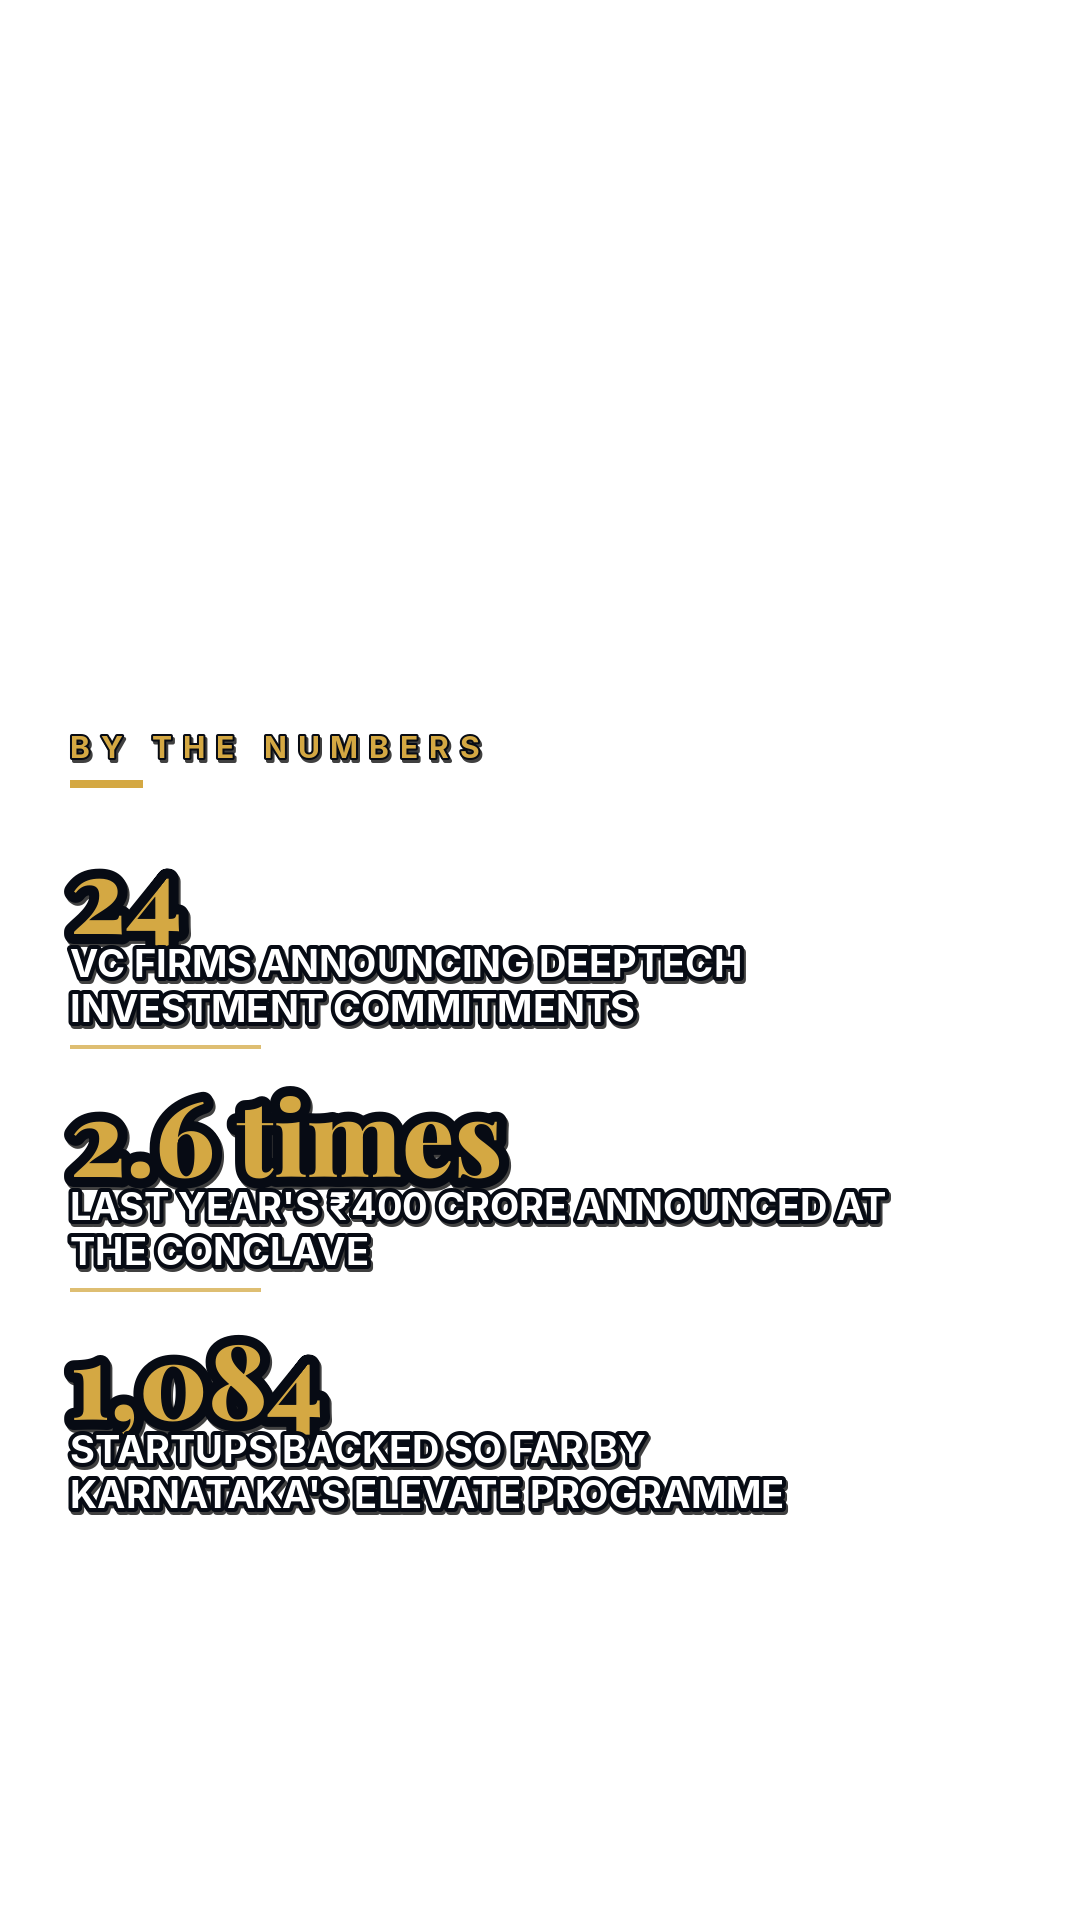 BY THE NUMBERS
24
VC FIRMS ANNOUNCING DEEPTECH
INVESTMENT COMMITMENTS
2.6 times
LAST YEAR'S ₹400 CRORE ANNOUNCED AT
THE CONCLAVE
1,084
STARTUPS BACKED SO FAR BY
KARNATAKA'S ELEVATE PROGRAMME